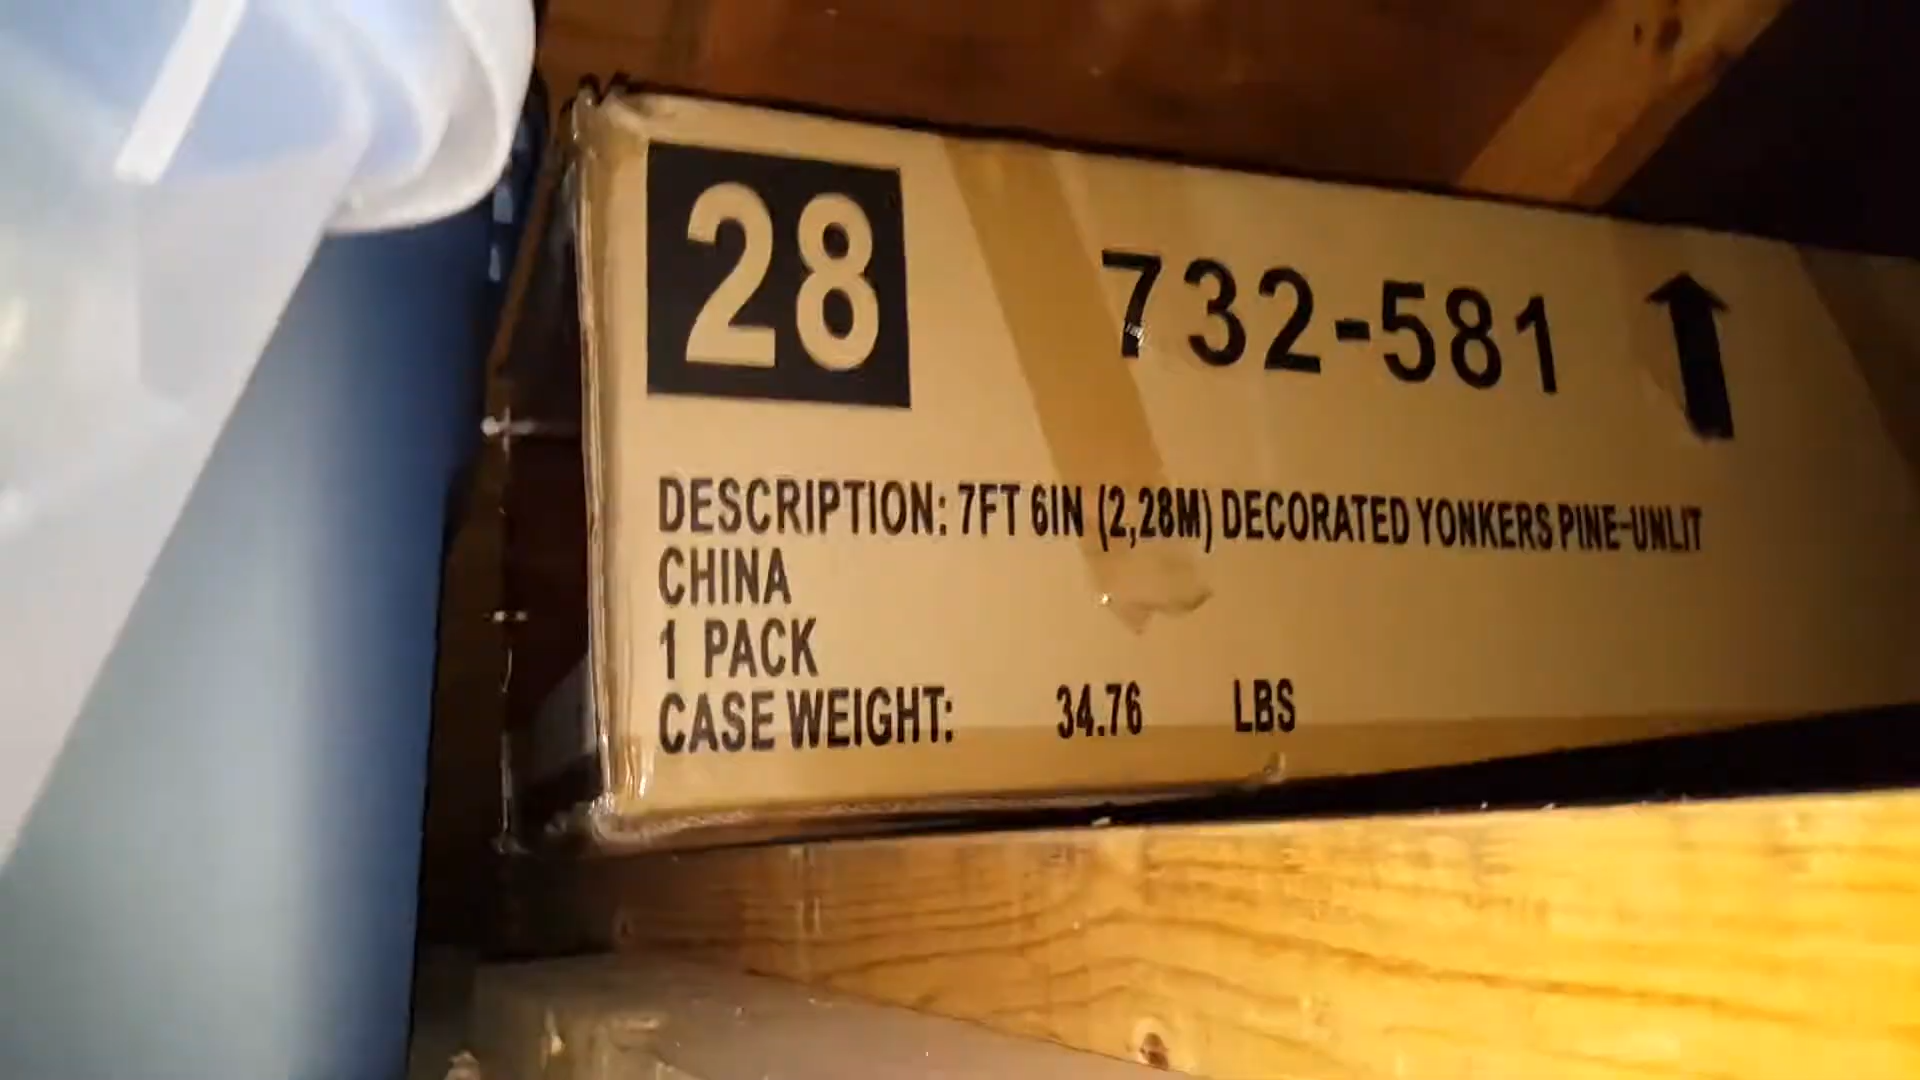 28
732-581
DESCRIPTION: 7FT 6IN (2,28M) DECORATED YONKERS PINE-UNLIT
CHINA
1 PACK
CASE WEIGHT: 34.76 LBS